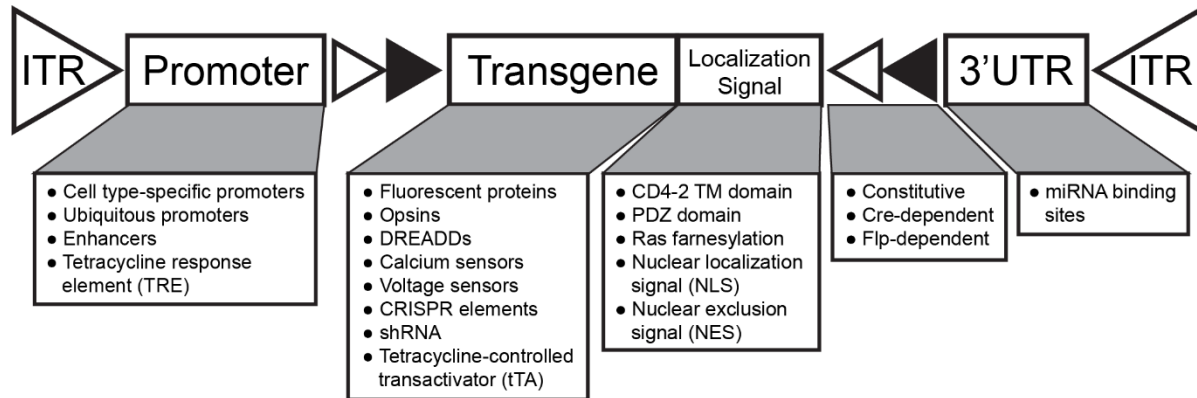 ITR
Promoter
Transgene
Localization
Signal
3'UTR
ITR
● Cell type-specific promoters
● Ubiquitous promoters
● Enhancers
● Tetracycline response
element (TRE)
● Fluorescent proteins
● Opsins
● DREADDs
● Calcium sensors
● Voltage sensors
● CRISPR elements
● shRNA
● Tetracycline-controlled
transactivator (tTA)
● CD4-2 TM domain
● PDZ domain
● Ras farnesylation
● Nuclear localization
signal (NLS)
● Nuclear exclusion
signal (NES)
● Constitutive
● Cre-dependent
● Flp-dependent
● miRNA binding
sites